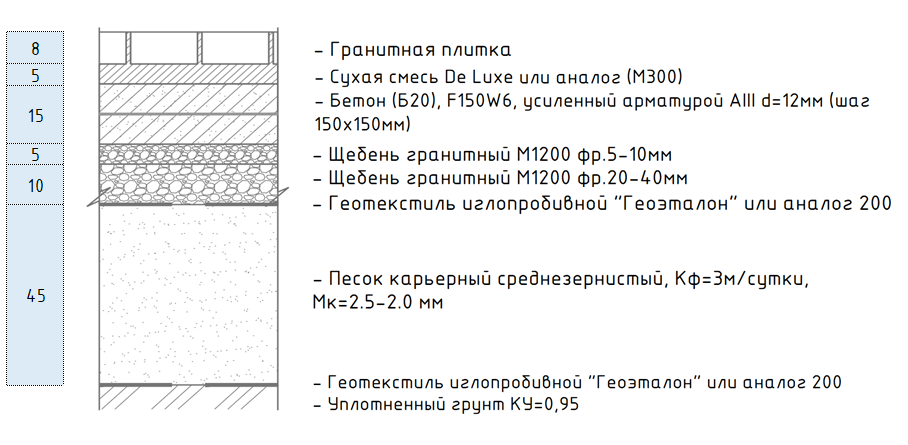 8
– Гранитная плитка
5
– Сухая смесь De Luxe или аналог (М300)
15
– Бетон (Б20), F150W6, усиленный арматурой АIII d=12мм (шаг
150х150мм)
5
– Щебень гранитный М1200 фр.5-10мм
10
– Щебень гранитный М1200 фр.20-40мм
– Геотекстиль иглопробивной "Геоэталон" или аналог 200
45
– Песок карьерный среднезернистый, Кф=3м/сутки,
Мк=2.5-2.0 мм
– Геотекстиль иглопробивной "Геоэталон" или аналог 200
– Уплотненный грунт КУ=0,95